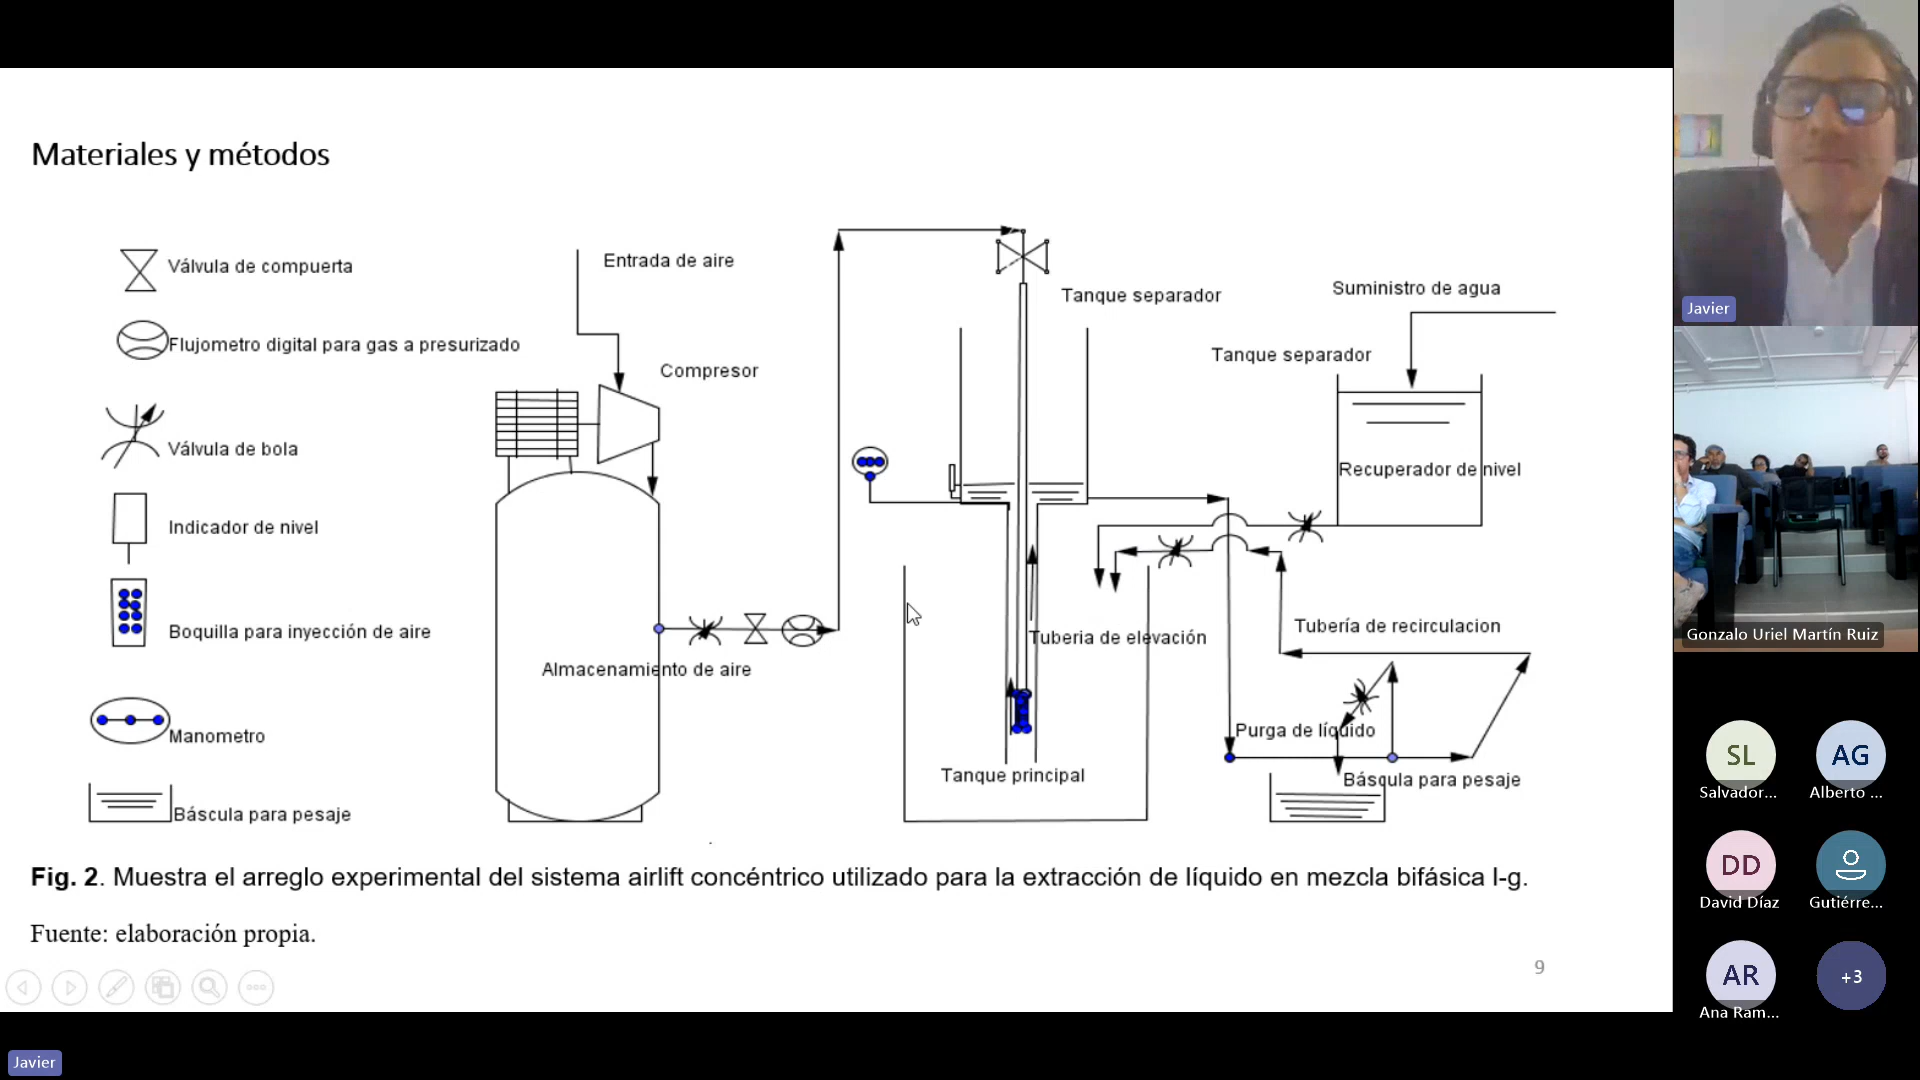 Materiales y métodos
Válvula de compuerta
Flujometro digital para gas a presurizado
Válvula de bola
Indicador de nivel
Boquilla para inyección de aire
Manometro
Báscula para pesaje
Entrada de aire
Compresor
Almacenamiento de aire
Tanque separador
Tuberia de elevación
Tanque principal
Suministro de agua
Tanque separador
Recuperador de nivel
Tubería de recirculacion
Purga de líquido
Báscula para pesaje
Fig. 2. Muestra el arreglo experimental del sistema airlift concéntrico utilizado para la extracción de líquido en mezcla bifásica l-g.
Fuente: elaboración propia.
9
Javier
Javier
Gonzalo Uriel Martín Ruiz
SL
Salvador...
AG
Alberto ...
DD
David Díaz
Gutiérre...
AR
Ana Ram...
+3